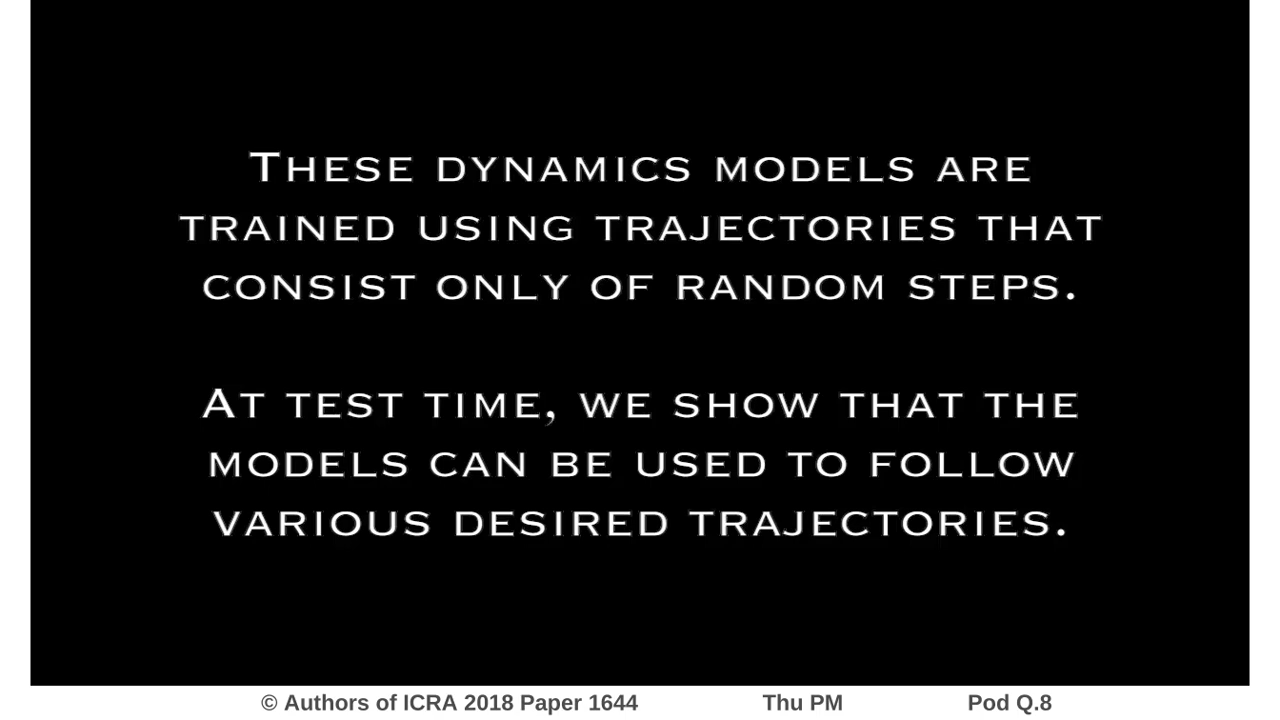 These dynamics models are
trained using trajectories that
consist only of random steps.
At test time, we show that the
models can be used to follow
various desired trajectories.
© Authors of ICRA 2018 Paper 1644 Thu PM Pod Q.8